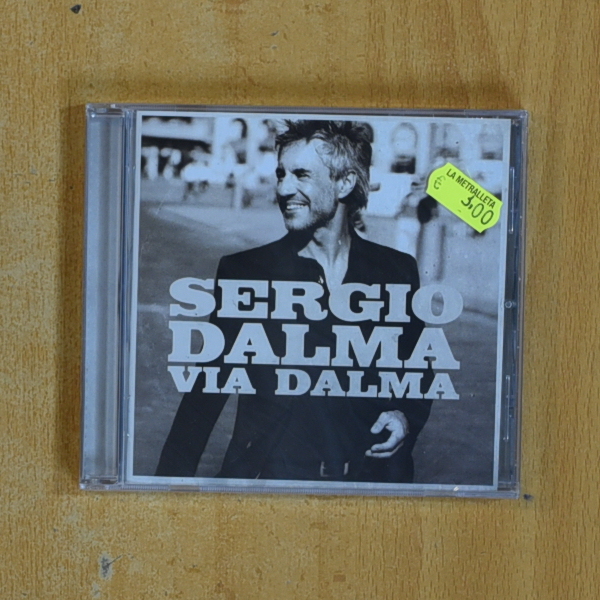 SERGIO
DALMA
VIA DALMA
LA METRALLETA
€ 3,00